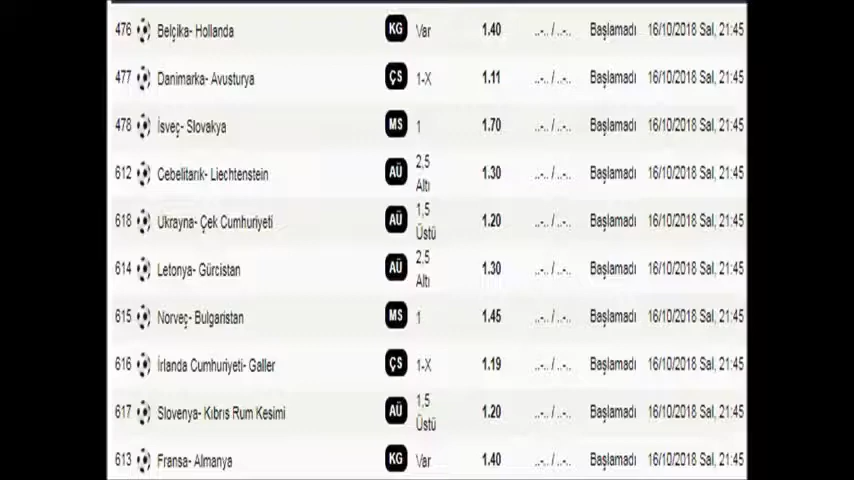 476 Belçika- Hollanda KG Var 1.40 ..-.. / ..-.. Başlamadı 16/10/2018 Sal, 21:45
477 Danimarka- Avusturya ÇS 1-X 1.11 ..-.. / ..-.. Başlamadı 16/10/2018 Sal, 21:45
478 İsveç- Slovakya MS 1 1.70 ..-.. / ..-.. Başlamadı 16/10/2018 Sal, 21:45
612 Cebelitarık- Liechtenstein AÜ 2,5 Altı 1.30 ..-.. / ..-.. Başlamadı 16/10/2018 Sal, 21:45
618 Ukrayna- Çek Cumhuriyeti AÜ 1,5 Üstü 1.20 ..-.. / ..-.. Başlamadı 16/10/2018 Sal, 21:45
614 Letonya- Gürcistan AÜ 2,5 Altı 1.30 ..-.. / ..-.. Başlamadı 16/10/2018 Sal, 21:45
615 Norveç- Bulgaristan MS 1 1.45 ..-.. / ..-.. Başlamadı 16/10/2018 Sal, 21:45
616 İrlanda Cumhuriyeti- Galler ÇS 1-X 1.19 ..-.. / ..-.. Başlamadı 16/10/2018 Sal, 21:45
617 Slovenya- Kıbrıs Rum Kesimi AÜ 1,5 Üstü 1.20 ..-.. / ..-.. Başlamadı 16/10/2018 Sal, 21:45
613 Fransa- Almanya KG Var 1.40 ..-.. / ..-.. Başlamadı 16/10/2018 Sal, 21:45